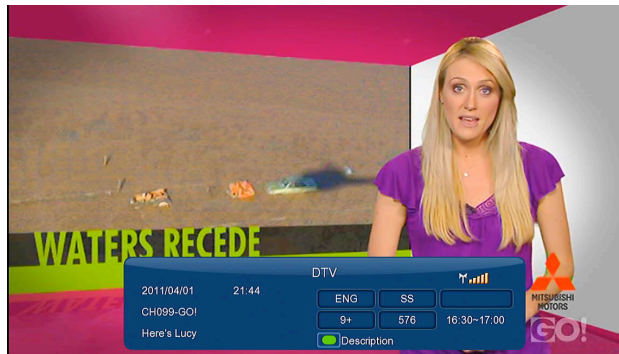 WATERS RECEDE
DTV
2011/04/01 21:44
ENG SS
CH099-GO!
9+ 576 16:30~17:00
Here's Lucy
Description
MITSUBISHI
MOTORS
GO!